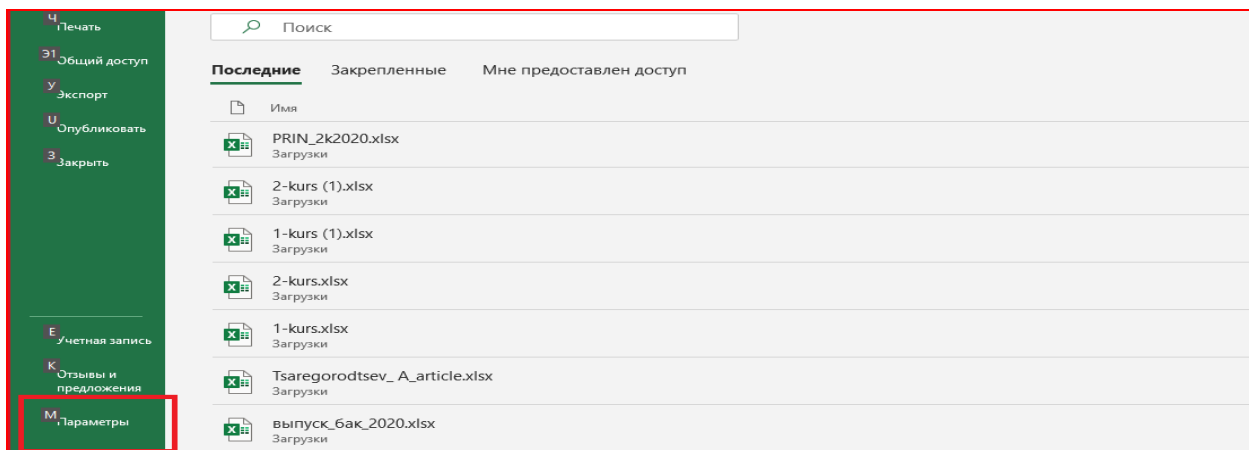 Ч
Печать
Э1
Общий доступ
У
Экспорт
U
Опубликовать
З
Закрыть
Е
Учетная запись
К
Отзывы и
предложения
М
Параметры
Поиск
Последние Закрепленные Мне предоставлен доступ
Имя
PRIN_2k2020.xlsx
Загрузки
2-kurs (1).xlsx
Загрузки
1-kurs (1).xlsx
Загрузки
2-kurs.xlsx
Загрузки
1-kurs.xlsx
Загрузки
Tsaregorodtsev_ A_article.xlsx
Загрузки
выпуск_бак_2020.xlsx
Загрузки